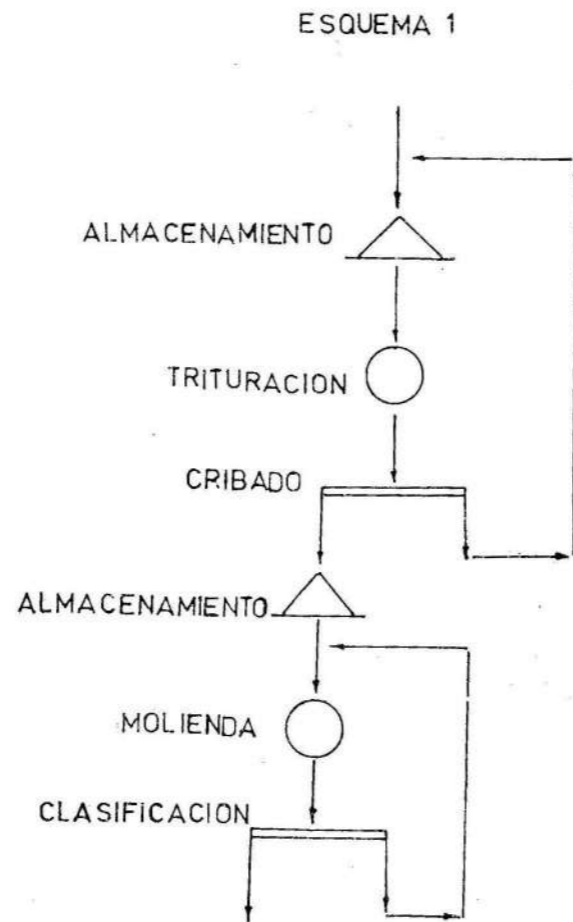 ESQUEMA 1
ALMACENAMIENTO
TRITURACION
CRIBADO
ALMACENAMIENTO
MOLIENDA
CLASIFICACION